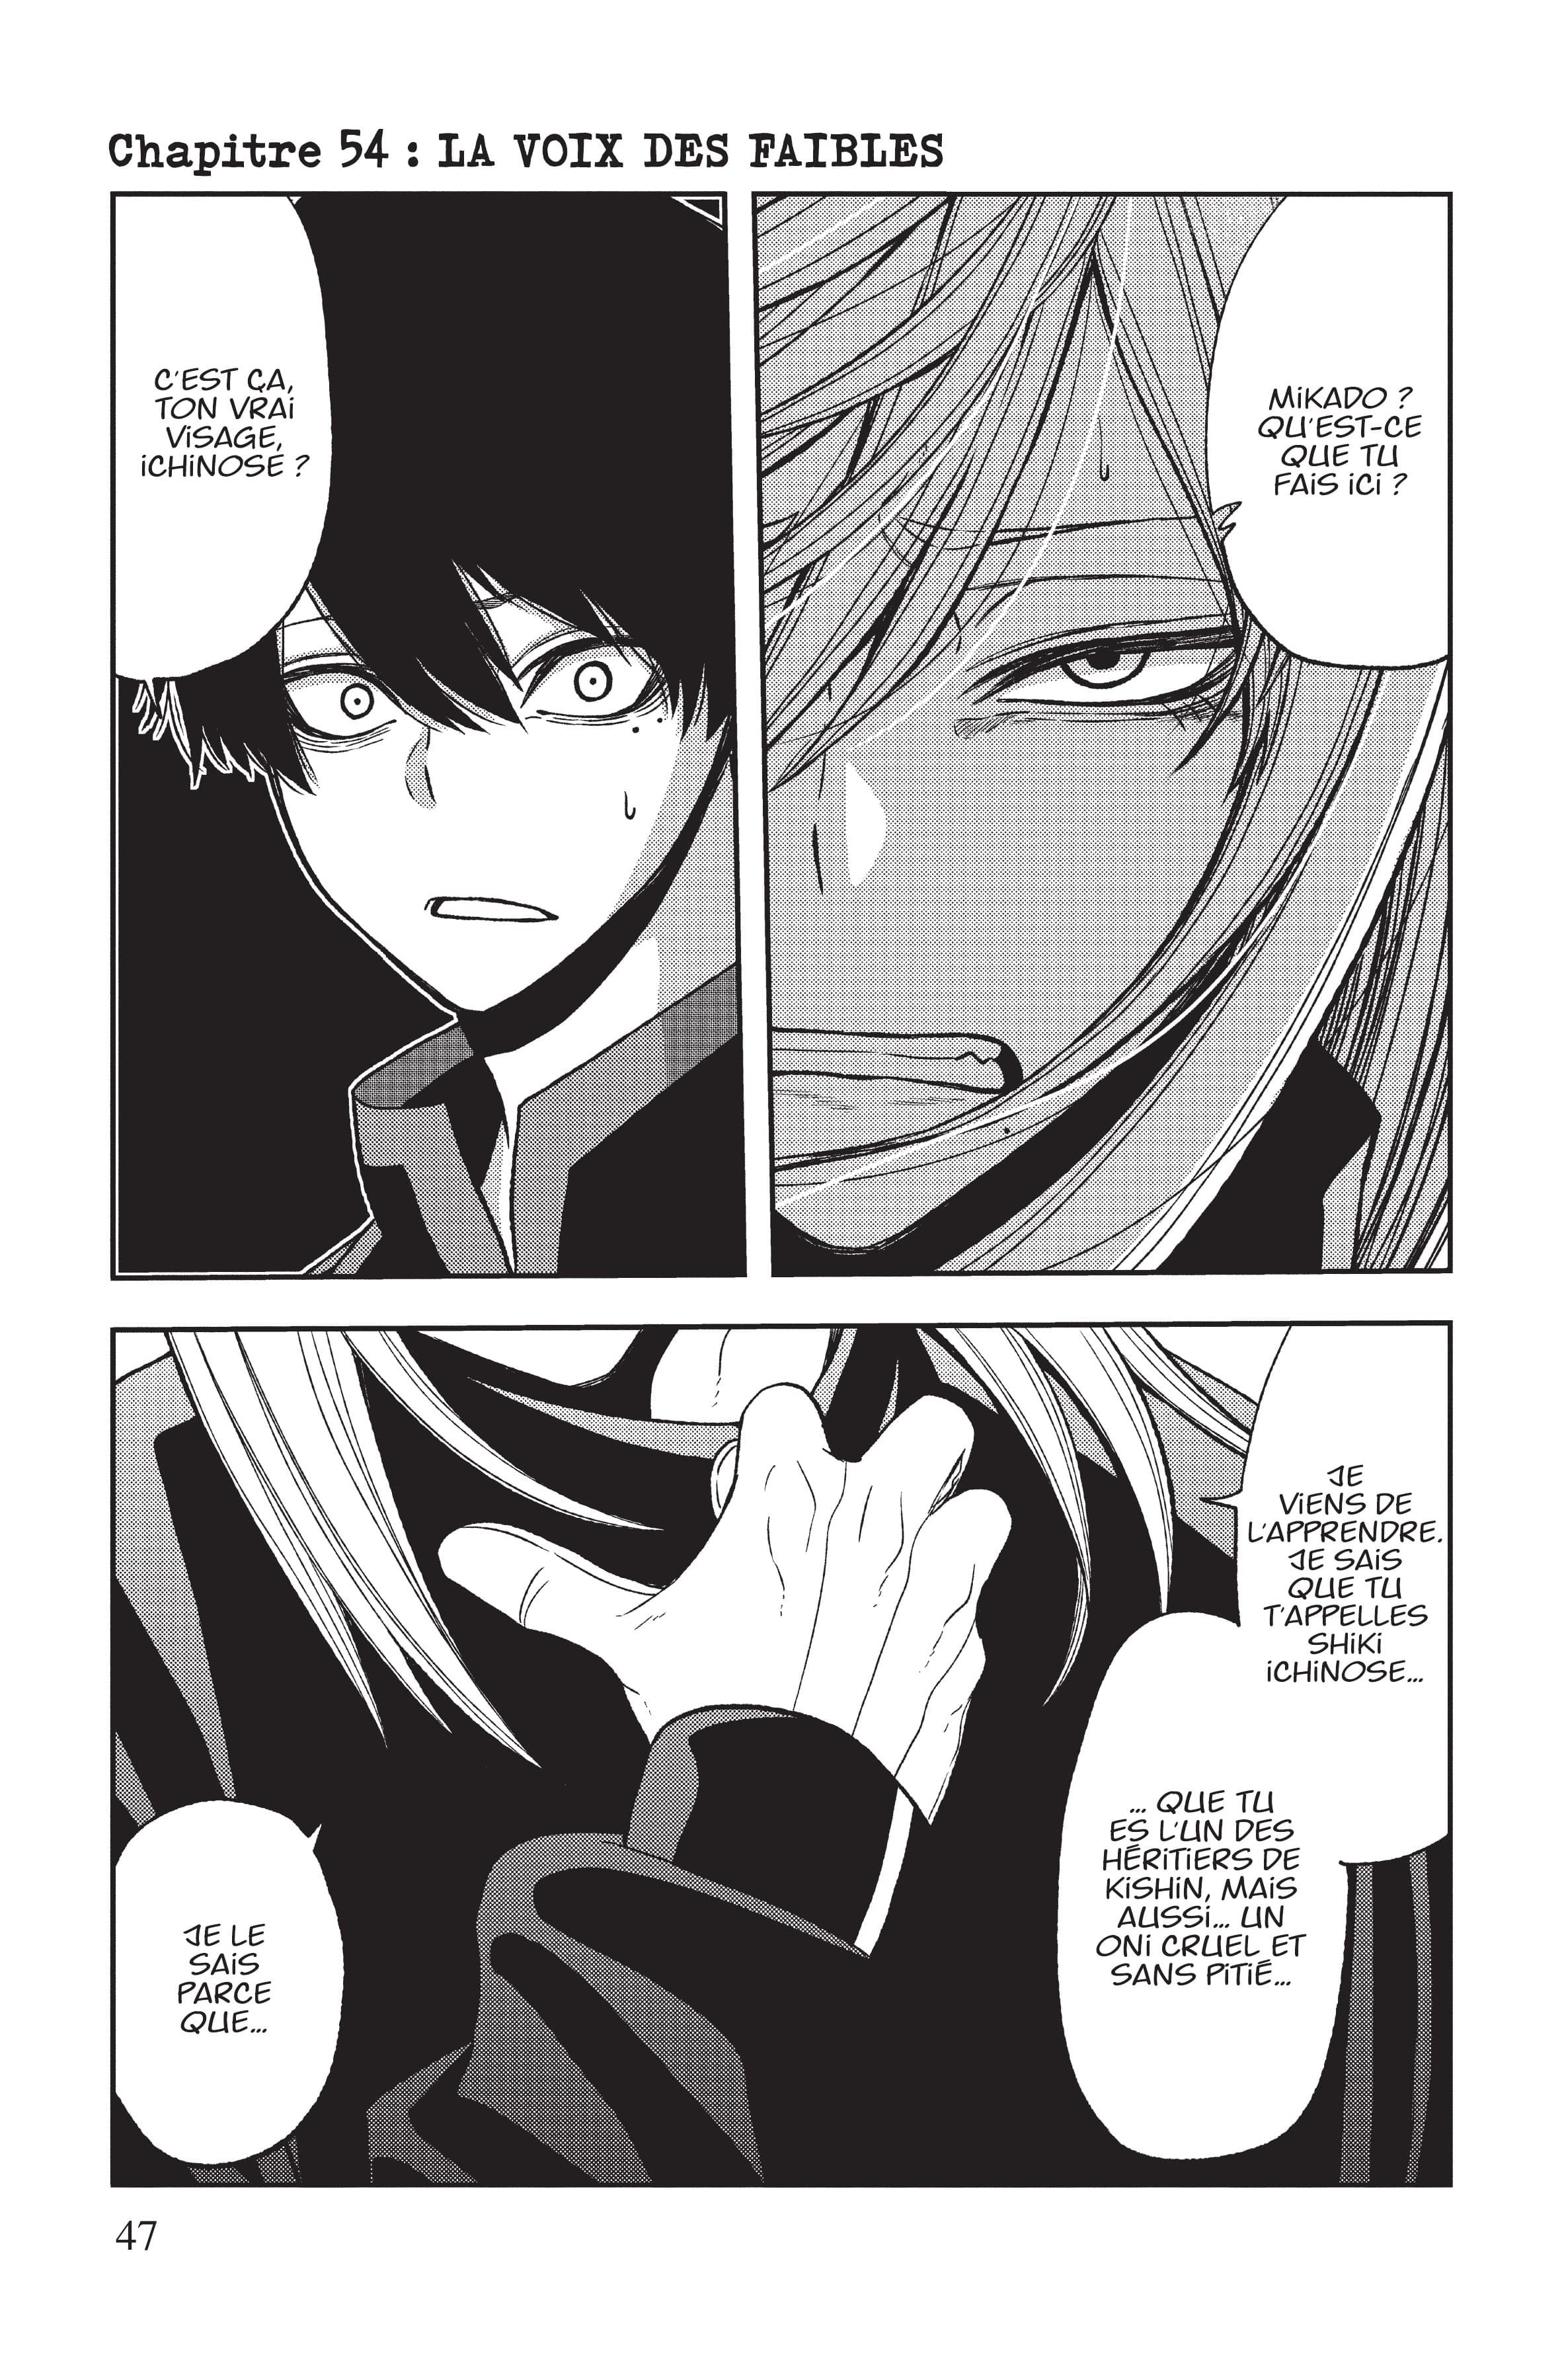 Chapitre 54 : LA VOIX DES FAIBLES
MIKADO ?
QU'EST-CE
QUE TU
FAIS ICI ?
C'EST ÇA,
TON VRAI
VISAGE,
ICHINOSE ?
JE
VIENS DE
L'APPRENDRE.
JE SAIS
QUE TU
T'APPELLES
SHIKI
ICHINOSE...
... QUE TU
ES L'UN DES
HÉRITIERS DE
KISHIN, MAIS
AUSSI... UN
ONI CRUEL ET
SANS PITIÉ...
JE LE
SAIS
PARCE
QUE...
47